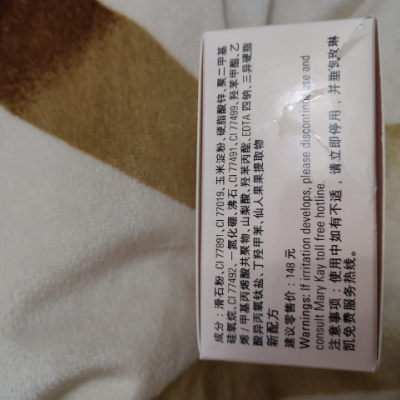 成分：滑石粉、CI 77891、CI 77019、玉米淀粉、硬脂酸锌、聚二甲基
硅氧烷、CI 77492、一氮化硼、沸石、CI 77491、CI 77499、羟苯甲酯、乙
烯/甲基丙烯酸共聚物、山梨酸、羟苯丙酯、EDTA 四钠、三异硬脂
酸异丙氧钛盐、丁羟甲苯、仙人果果提取物
新配方
建议零售价：148 元
Warnings: If irritation develops, please discontinue use and
consult Mary Kay toll free hotline.
注意事项：使用中如有不适，请立即停用，并垂询玫琳
凯免费服务热线。